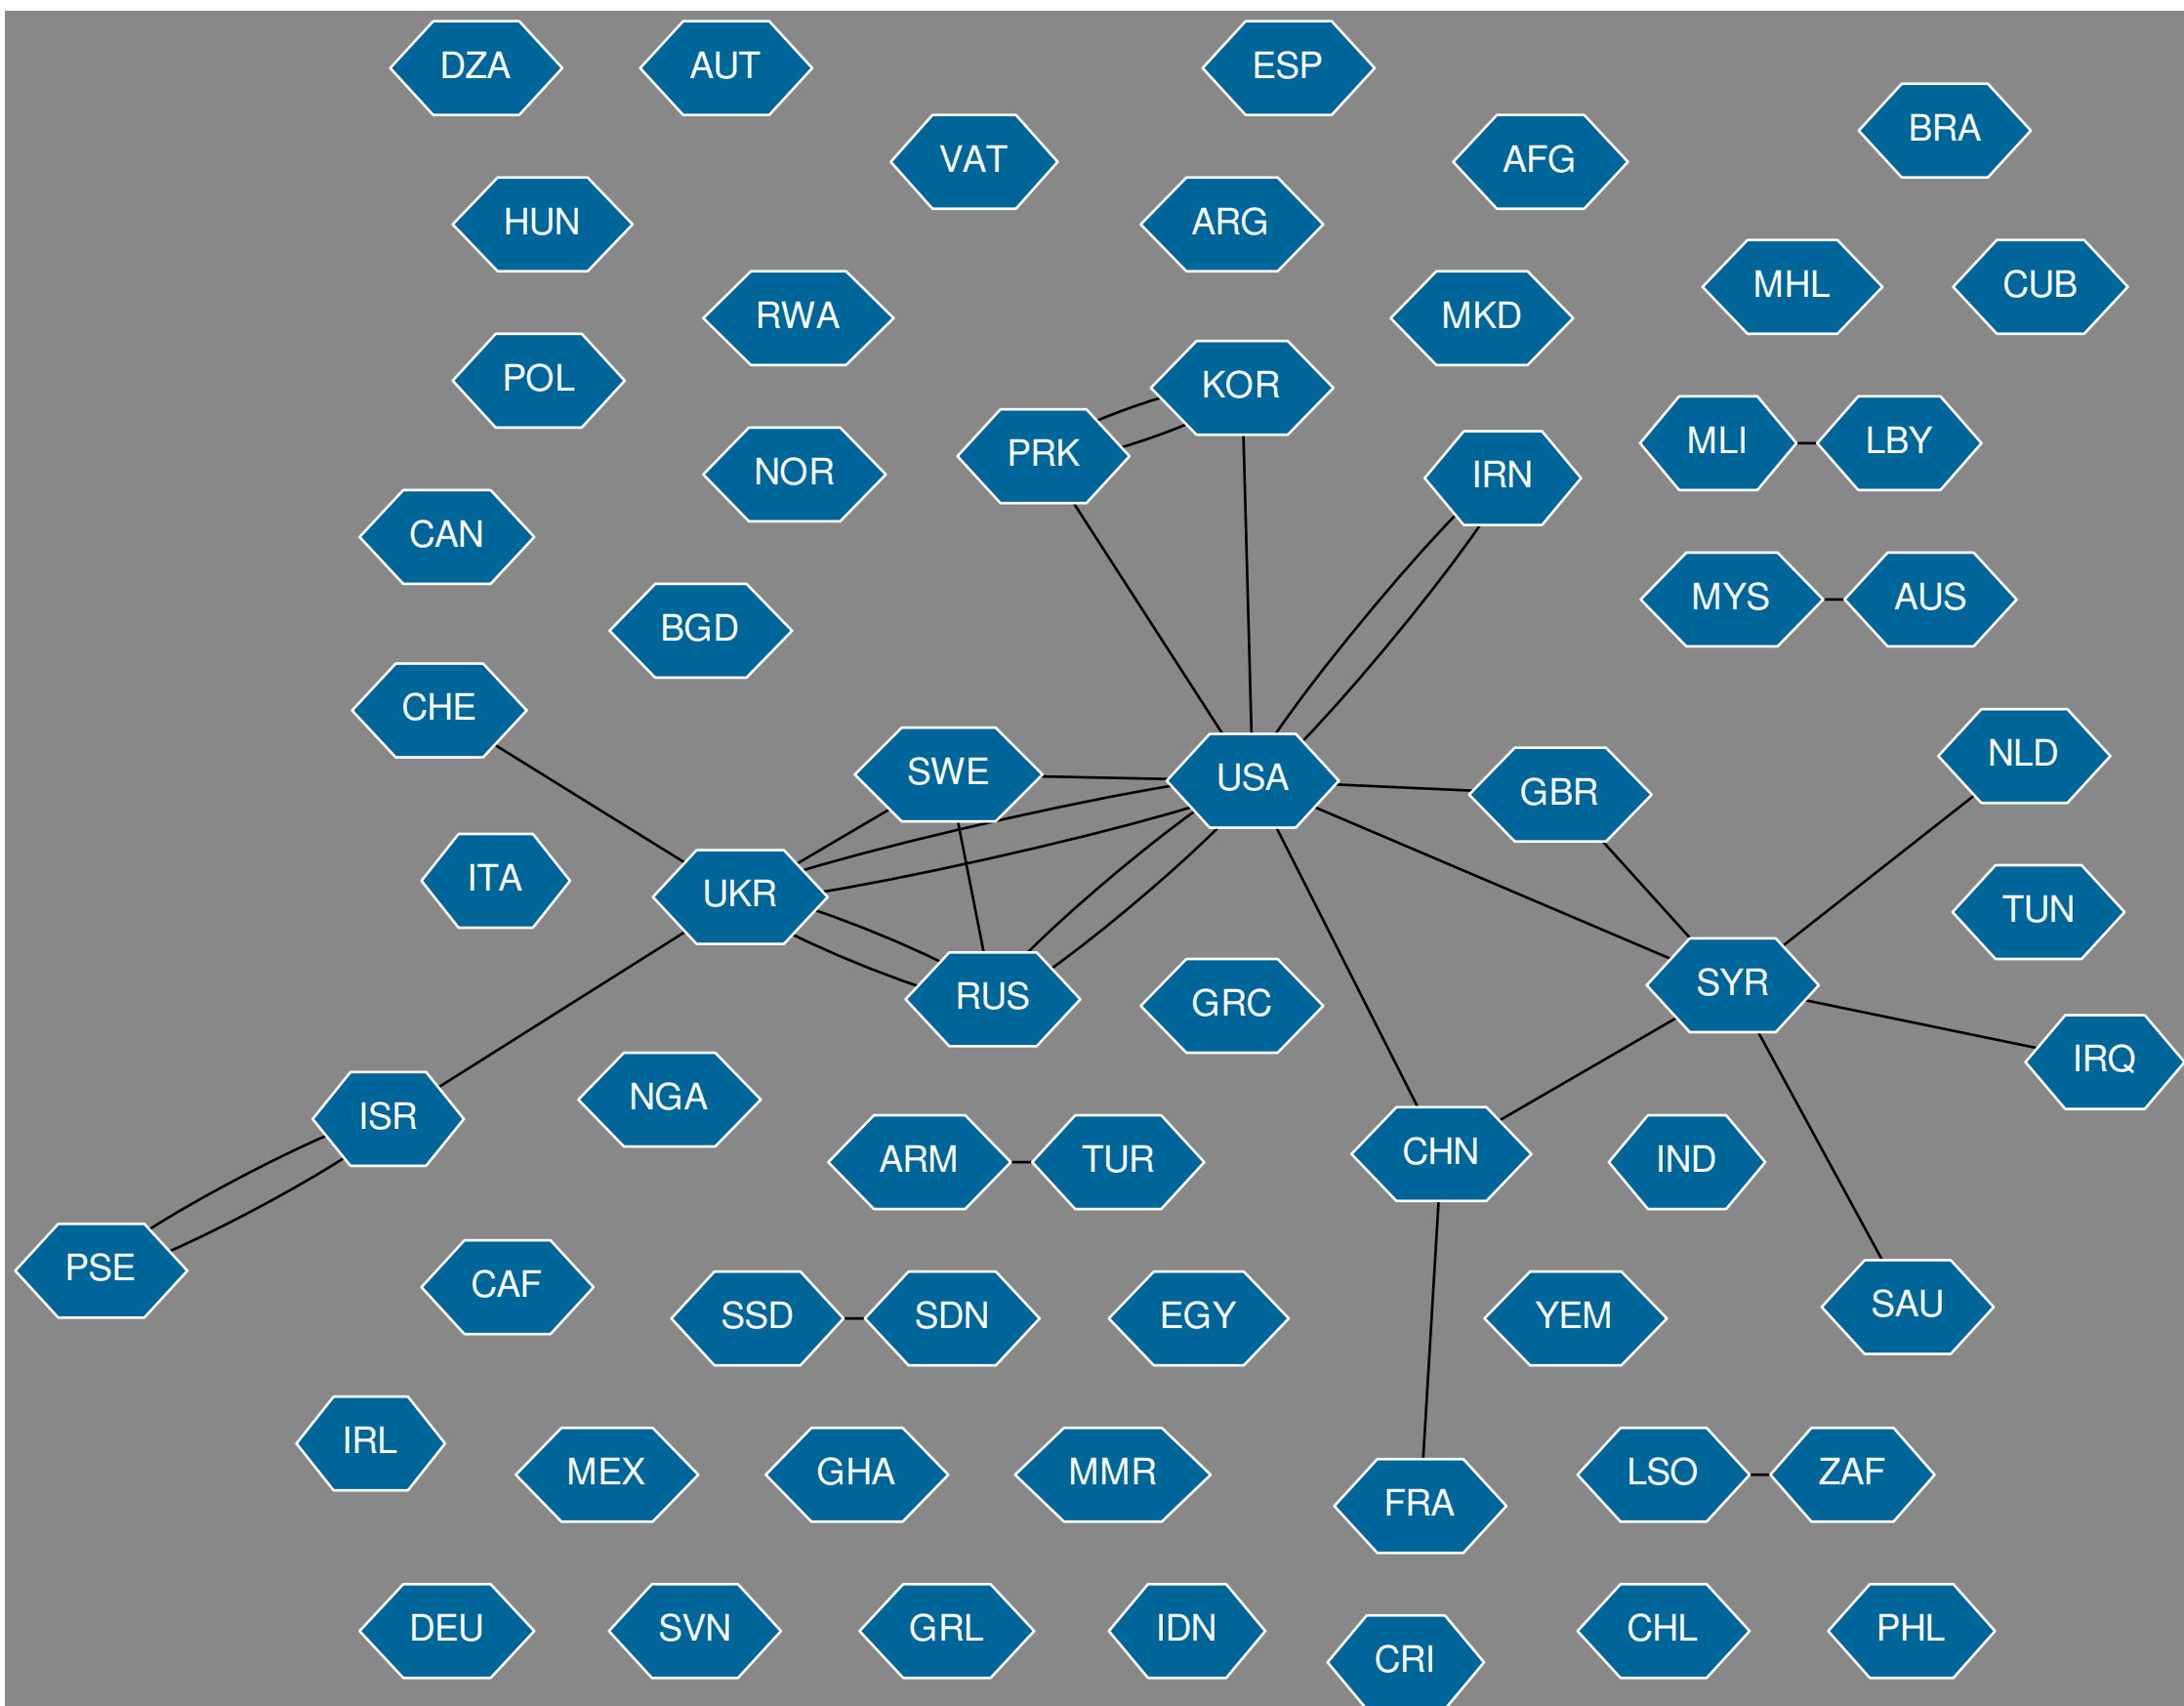 DZA
AUT
ESP
BRA
VAT
AFG
HUN
ARG
MHL
CUB
RWA
MKD
POL
KOR
PRK
MLI
LBY
NOR
IRN
CAN
MYS
AUS
BGD
CHE
NLD
SWE
USA
GBR
ITA
UKR
TUN
SYR
RUS
GRC
IRQ
NGA
ISR
CHN
ARM
TUR
IND
PSE
CAF
SAU
SSD
SDN
EGY
YEM
IRL
MEX
GHA
MMR
LSO
ZAF
FRA
DEU
SVN
GRL
IDN
CHL
PHL
CRI